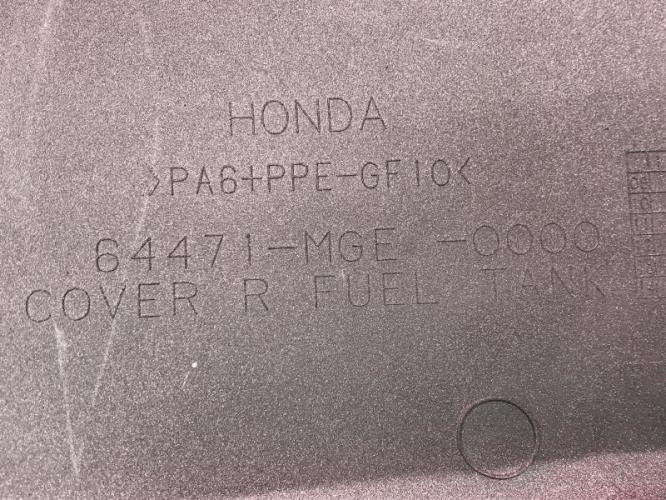 HONDA
>PA6+PPE-GF10<
64471-MGE -0000
COVER R FUEL TANK